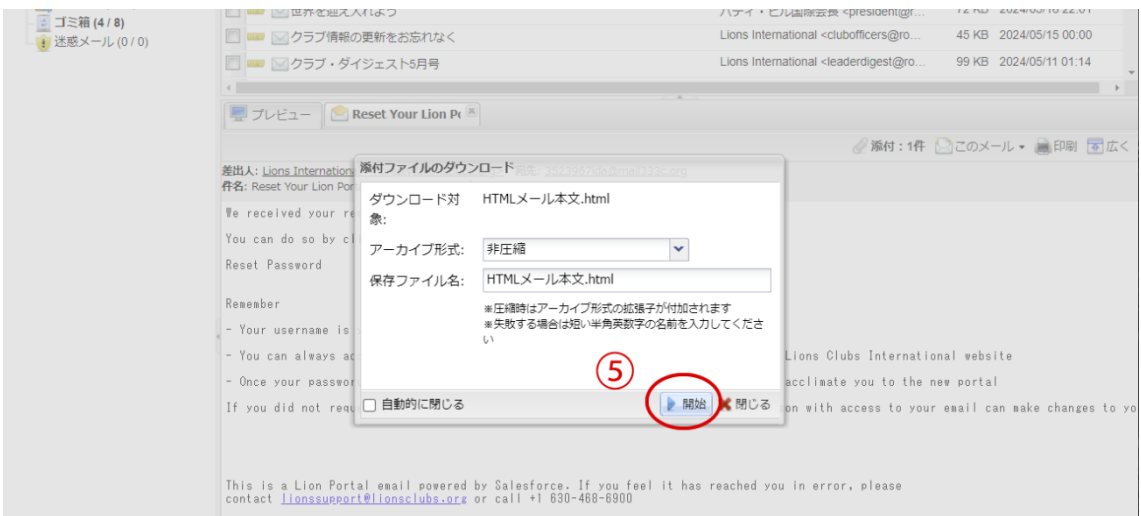 ゴミ箱 (4 / 8)
迷惑メール (0 / 0)
世界を迎え入れよう
クラブ情報の更新をお忘れなく Lions International <clubofficers@ro... 45 KB 2024/05/15 00:00
クラブ・ダイジェスト5月号 Lions International <leaderdigest@ro... 99 KB 2024/05/11 01:14
プレビュー Reset Your Lion P
添付：1件 このメール 印刷 広く
差出人: Lions Internation
件名: Reset Your Lion Por
We received your re
You can do so by cl
Reset Password
Remember
- Your username is
- You can always ac
Lions Clubs International website
- Once your passwor
acclimate you to the new portal
If you did not requ
on with access to your email can make changes to yo
添付ファイルのダウンロード
ダウンロード対
象:
HTMLメール本文.html
アーカイブ形式: 非圧縮
保存ファイル名: HTMLメール本文.html
※圧縮時はアーカイブ形式の拡張子が付加されます
※失敗する場合は短い半角英数字の名前を入力してくださ
い
⑤
自動的に閉じる 開始 閉じる
This is a Lion Portal email powered by Salesforce. If you feel it has reached you in error, please
contact lionssupport@lionsclubs.org or call +1 630-468-6900